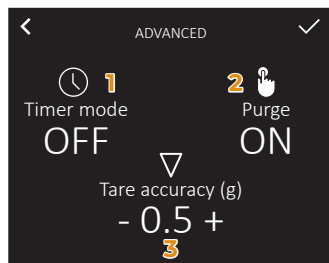 ADVANCED
1
2
Timer mode
Purge
OFF
ON
Tare accuracy (g)
- 0.5 +
3